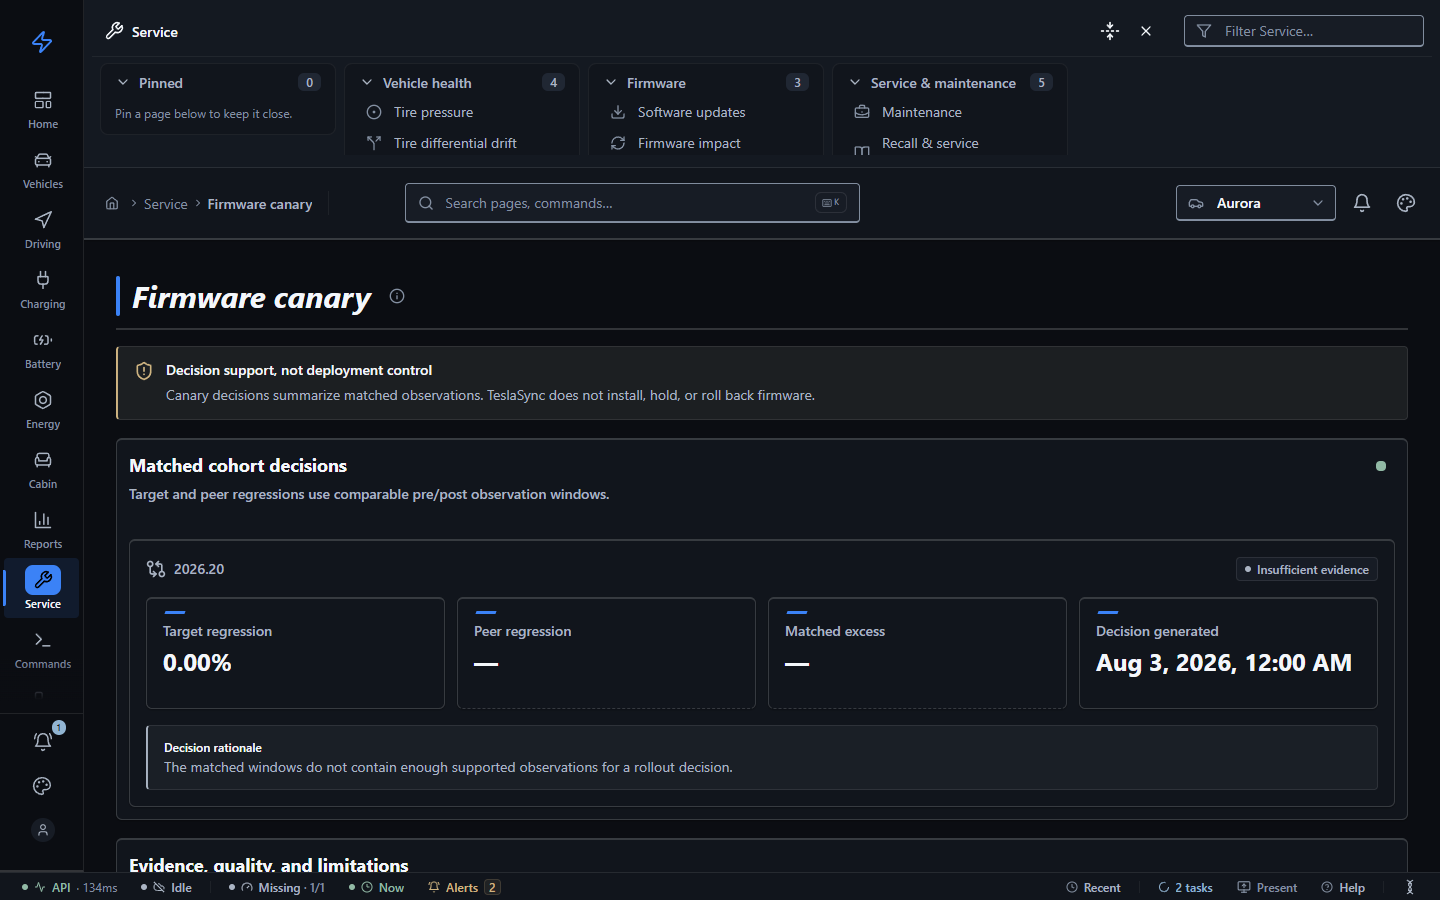 Home
Vehicles
Driving
Charging
Battery
Energy
Cabin
Reports
Service
Commands
1
Service
Filter Service...
Pinned 0
Pin a page below to keep it close.
Vehicle health 4
Tire pressure
Tire differential drift
Firmware 3
Software updates
Firmware impact
Service & maintenance 5
Maintenance
Recall & service
Service
Firmware canary
Search pages, commands...
K
Aurora
Firmware canary
Decision support, not deployment control
Canary decisions summarize matched observations. TeslaSync does not install, hold, or roll back firmware.
Matched cohort decisions
Target and peer regressions use comparable pre/post observation windows.
2026.20
Insufficient evidence
Target regression
0.00%
Peer regression
—
Matched excess
—
Decision generated
Aug 3, 2026, 12:00 AM
Decision rationale
The matched windows do not contain enough supported observations for a rollout decision.
Evidence, quality, and limitations
API · 134ms
Idle
Missing · 1/1
Now
Alerts 2
Recent
2 tasks
Present
Help